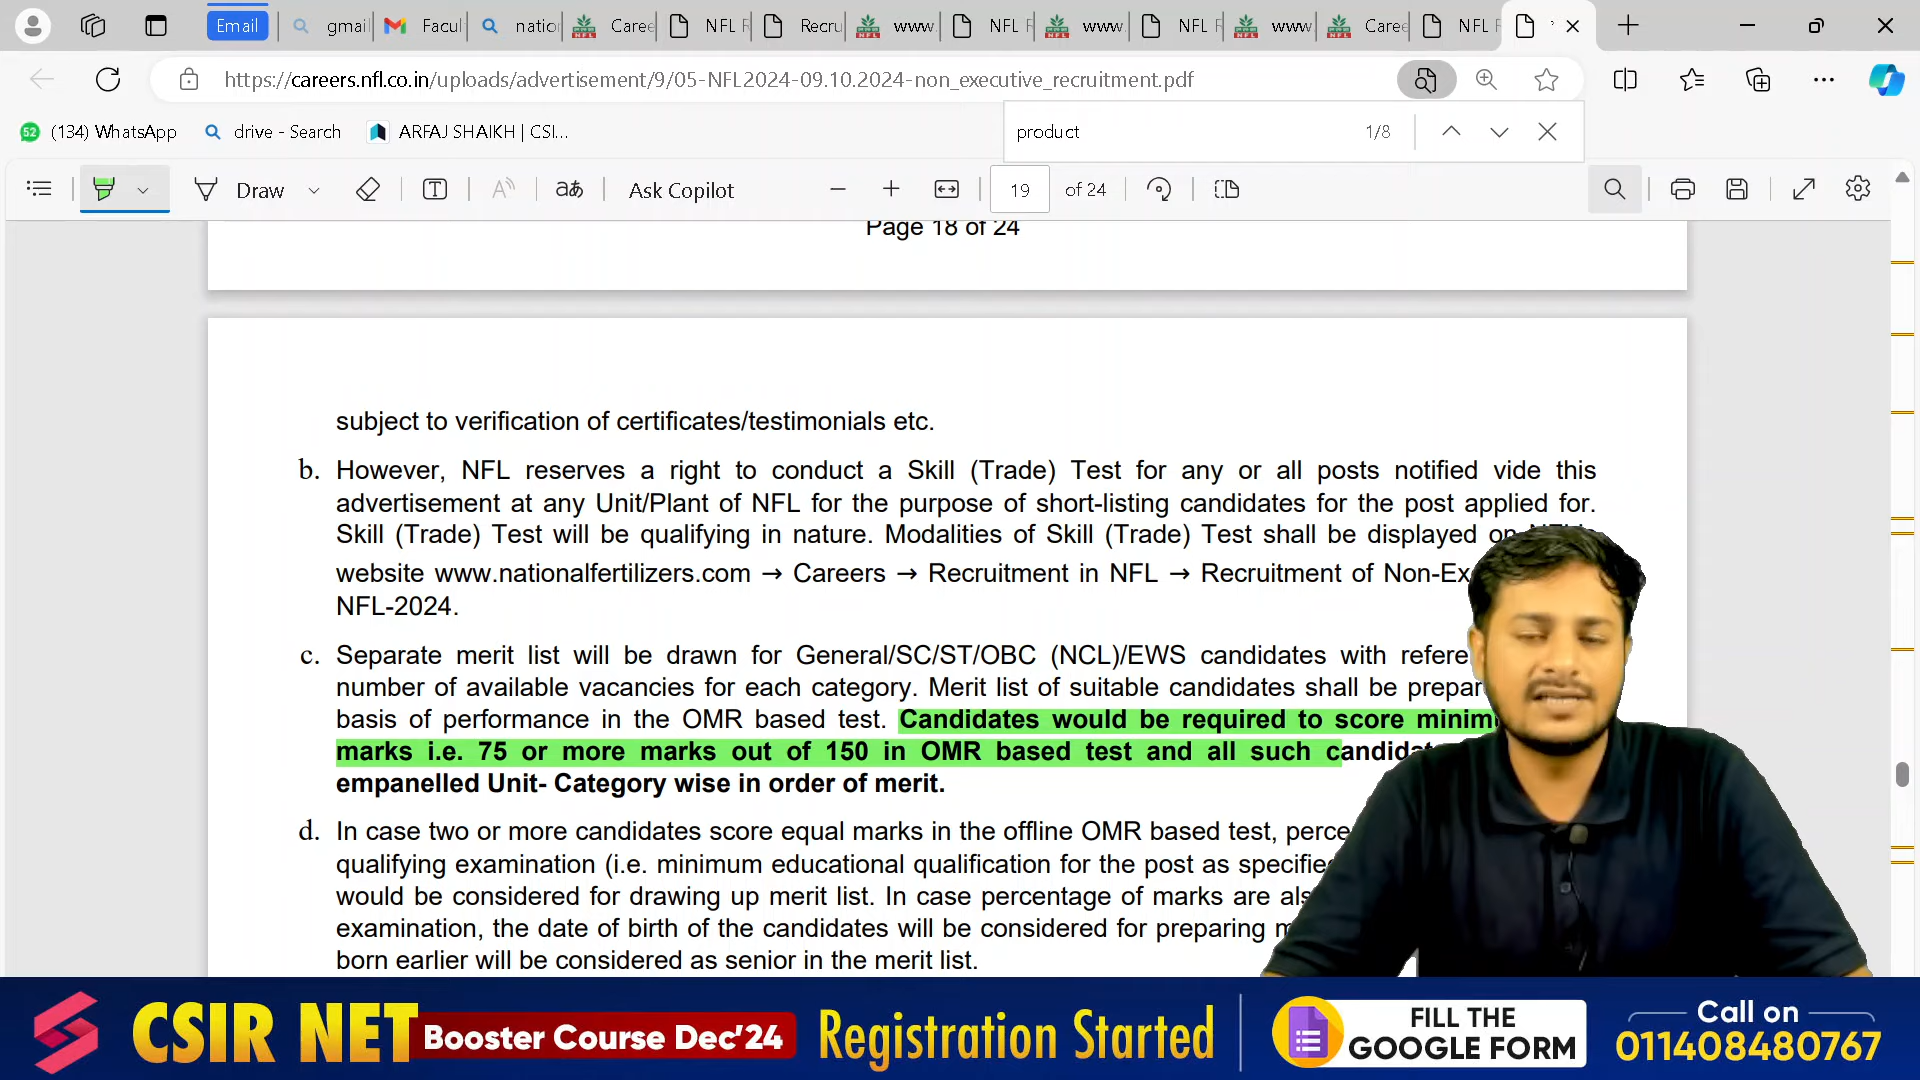 Email
gmail
Facul
natio
Caree
NFL R
Recru
www.
NFL R
www.
NFL R
www
Caree
NFL F
https://careers.nfl.co.in/uploads/advertisement/9/05-NFL2024-09.10.2024-non_executive_recruitment.pdf
52 (134) WhatsApp
drive - Search
ARFAJ SHAIKH | CSI...
product
1/8
Draw
aあ
Ask Copilot
19 of 24
Page 18 of 24
subject to verification of certificates/testimonials etc.
b. However, NFL reserves a right to conduct a Skill (Trade) Test for any or all posts notified vide this
advertisement at any Unit/Plant of NFL for the purpose of short-listing candidates for the post applied for.
Skill (Trade) Test will be qualifying in nature. Modalities of Skill (Trade) Test shall be displayed on
website www.nationalfertilizers.com → Careers → Recruitment in NFL → Recruitment of Non-Ex
NFL-2024.
c. Separate merit list will be drawn for General/SC/ST/OBC (NCL)/EWS candidates with refere
number of available vacancies for each category. Merit list of suitable candidates shall be prepar
basis of performance in the OMR based test. Candidates would be required to score minim
marks i.e. 75 or more marks out of 150 in OMR based test and all such candidat
empanelled Unit- Category wise in order of merit.
d. In case two or more candidates score equal marks in the offline OMR based test, perce
qualifying examination (i.e. minimum educational qualification for the post as specifie
would be considered for drawing up merit list. In case percentage of marks are als
examination, the date of birth of the candidates will be considered for preparing m
born earlier will be considered as senior in the merit list.
CSIR NET
Booster Course Dec'24
Registration Started
FILL THE
GOOGLE FORM
Call on
011408480767